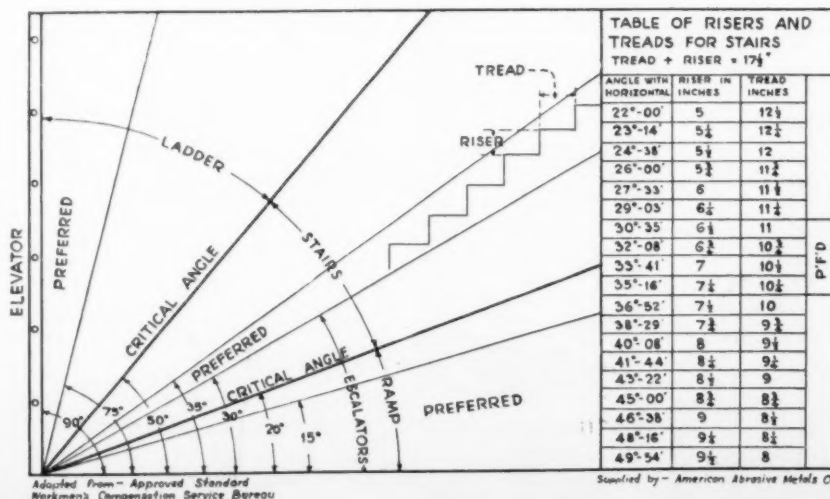 TABLE OF RISERS AND
TREADS FOR STAIRS
TREAD + RISER = 17½"
ANGLE WITH HORIZONTAL RISER IN INCHES TREAD INCHES
22°-00' 5 12½
23°-14' 5¼ 12¼
24°-38' 5½ 12
26°-00' 5¾ 11¾
27°-33' 6 11½
29°-03' 6¼ 11¼
30°-35' 6½ 11
32°-08' 6¾ 10¾
33°-41' 7 10½
35°-16' 7¼ 10¼
36°-52' 7½ 10
38°-29' 7¾ 9¾
40°-08' 8 9½
41°-44' 8¼ 9¼
43°-22' 8½ 9
45°-00' 8¾ 8¾
46°-38' 9 8½
48°-16' 9¼ 8¼
49°-54' 9½ 8
P'F'D
TREAD
RISER
LADDER
STAIRS
ELEVATOR
PREFERRED
CRITICAL ANGLE
PREFERRED
CRITICAL ANGLE
ESCALATORS
RAMP
PREFERRED
90°
75°
50°
35°
30°
20°
15°
Adapted From - Approved Standard
Workmen's Compensation Service Bureau
Supplied by - American Abrasive Metals C